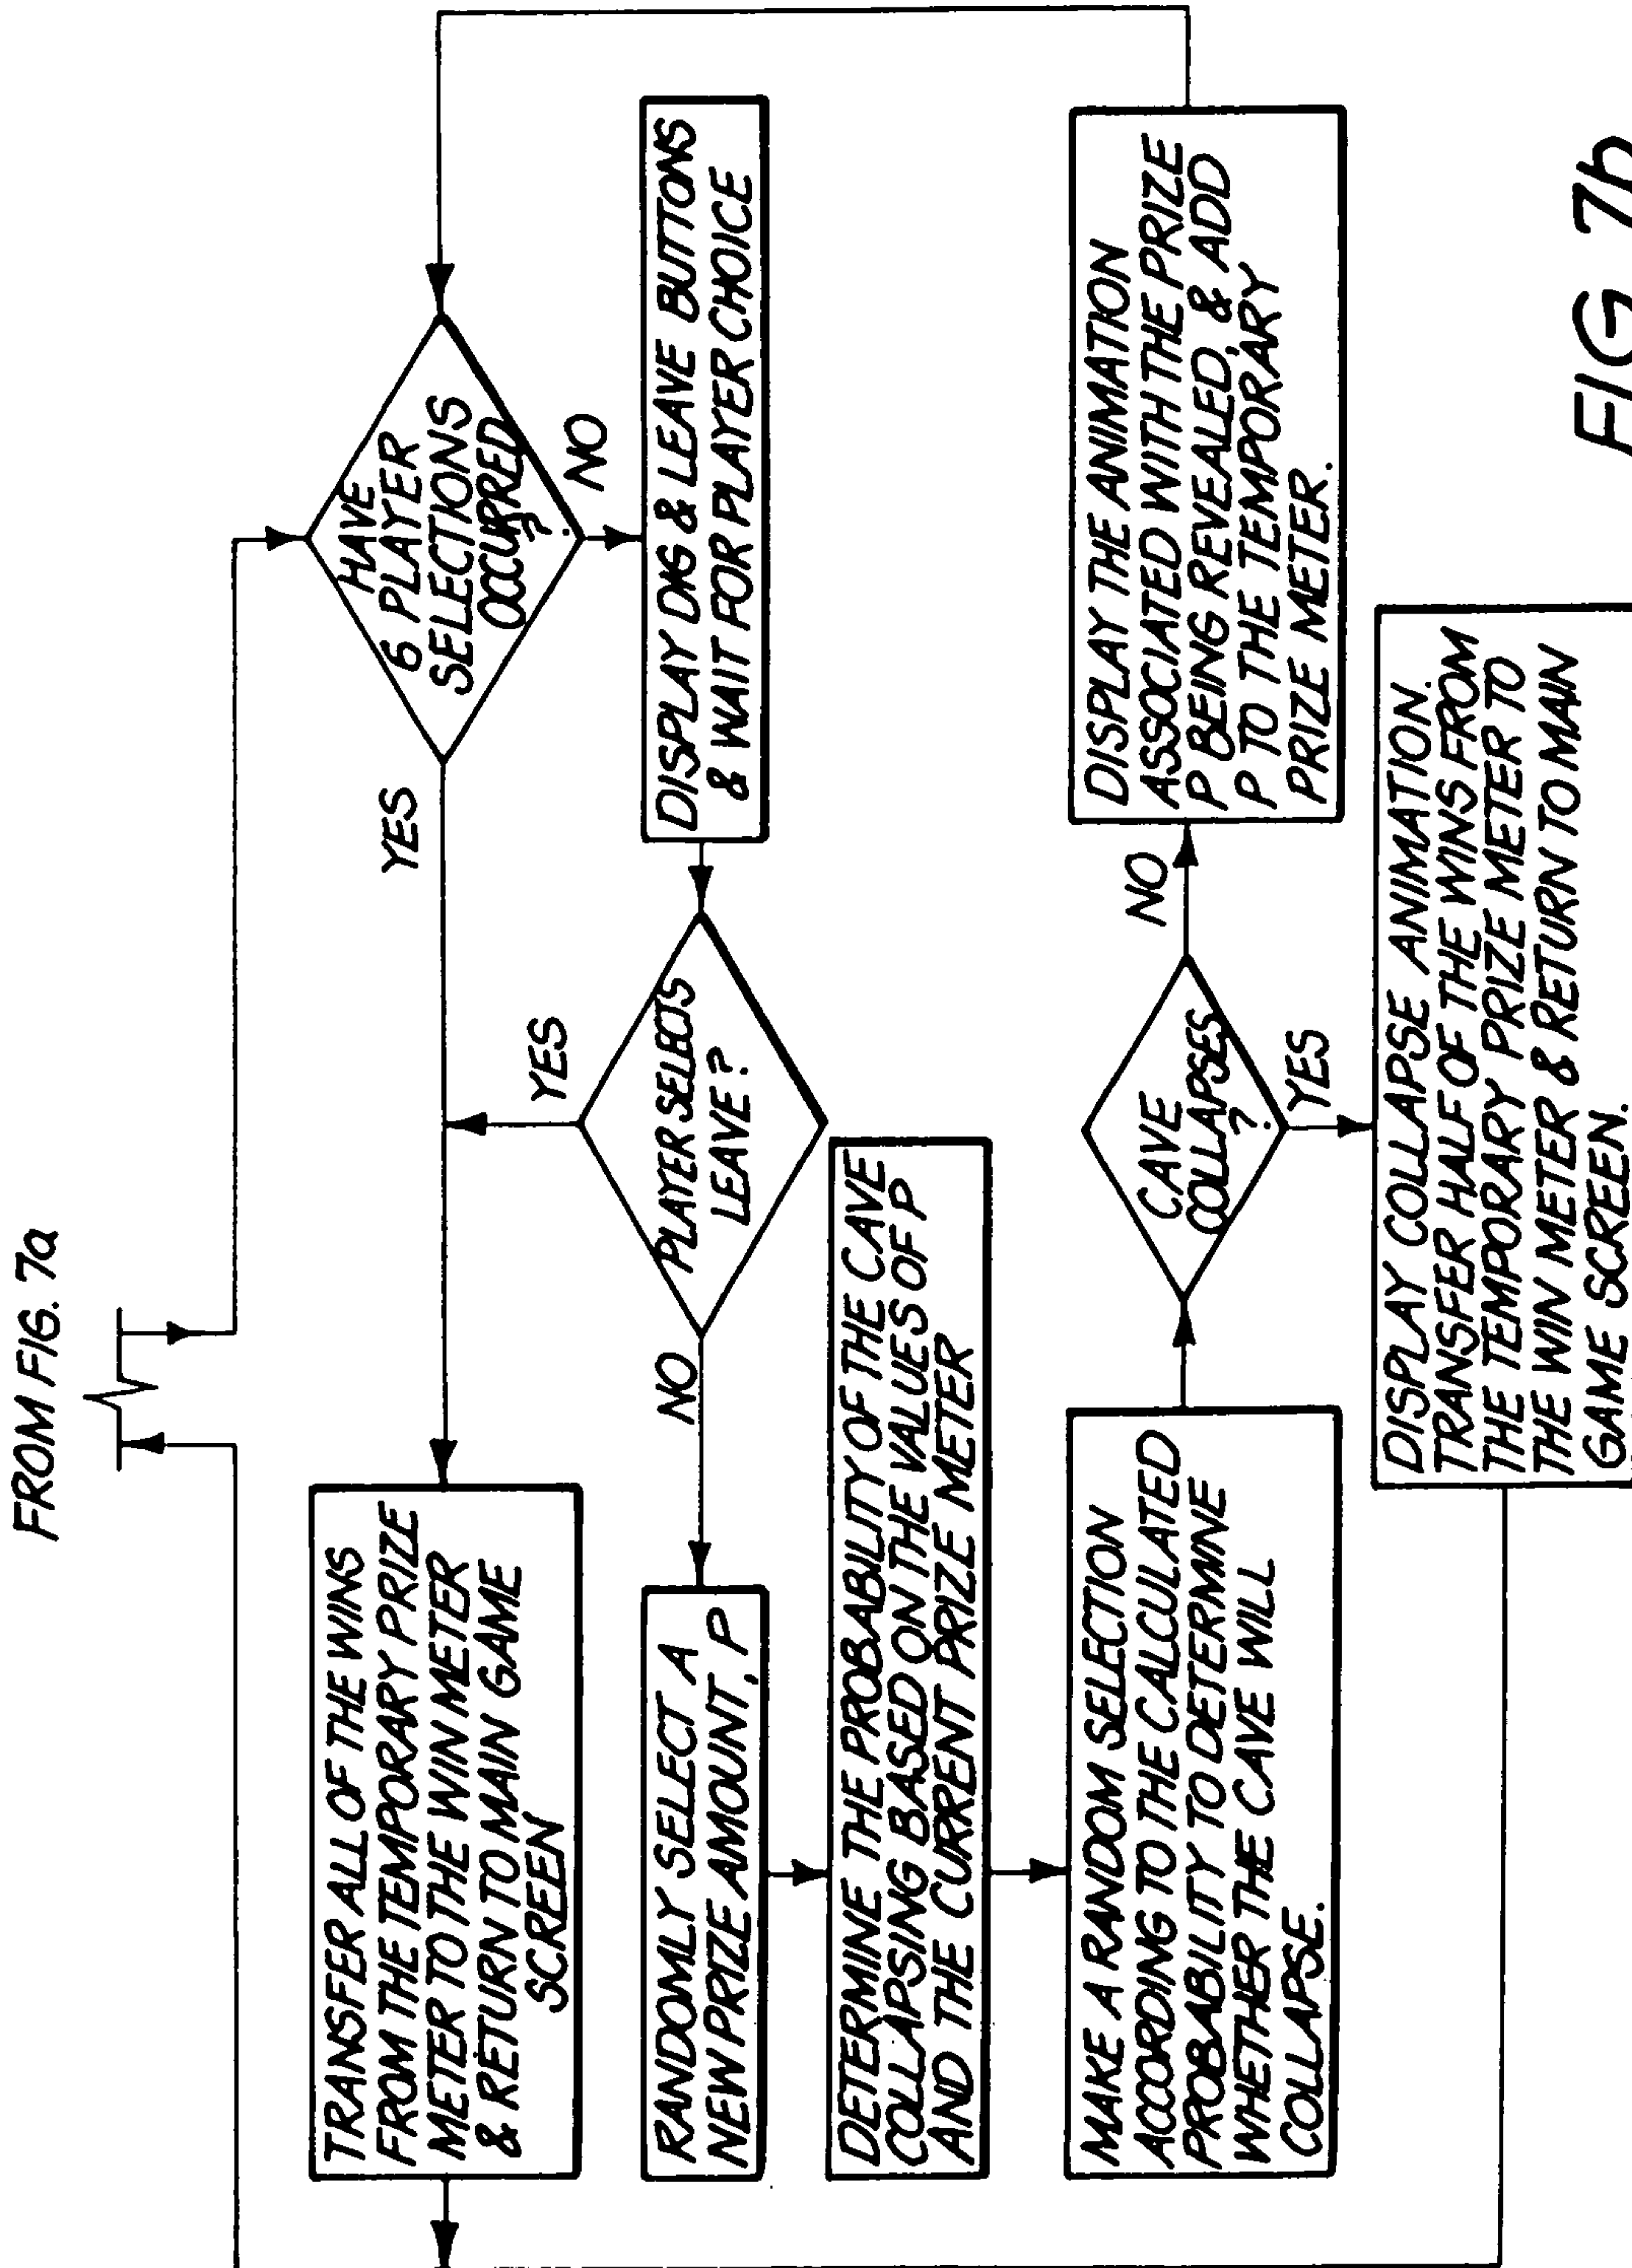 FROM FIG. 7a
HAVE
6 PLAYER
SELECTIONS
OCCURRED
?
YES
NO
TRANSFER ALL OF THE WINS
FROM THE TEMPORARY PRIZE
METER TO THE WIN METER
& RETURN TO MAIN GAME
SCREEN
DISPLAY DIG & LEAVE BUTTONS
& WAIT FOR PLAYER CHOICE
PLAYER SELECTS
LEAVE?
YES
NO
RANDOMLY SELECT A
NEW PRIZE AMOUNT, P
DETERMINE THE PROBABILITY OF THE CAVE
COLLAPSING BASED ON THE VALUES OF P
AND THE CURRENT PRIZE METER
MAKE A RANDOM SELECTION
ACCORDING TO THE CALCULATED
PROBABILITY TO DETERMINE
WHETHER THE CAVE WILL
COLLAPSE.
CAVE
COLLAPSES
?
NO
YES
DISPLAY THE ANIMATION
ASSOCIATED WITH THE PRIZE
P BEING REVEALED, & ADD
P TO THE TEMPORARY
PRIZE METER.
DISPLAY COLLAPSE ANIMATION.
TRANSFER HALF OF THE WINS FROM
THE TEMPORARY PRIZE METER TO
THE WIN METER & RETURN TO MAIN
GAME SCREEN.
FIG 7b